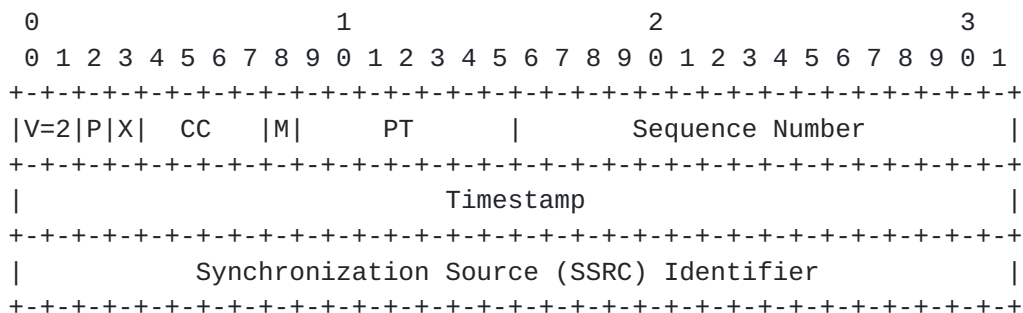 0                   1                   2                   3
 0 1 2 3 4 5 6 7 8 9 0 1 2 3 4 5 6 7 8 9 0 1 2 3 4 5 6 7 8 9 0 1
+-+-+-+-+-+-+-+-+-+-+-+-+-+-+-+-+-+-+-+-+-+-+-+-+-+-+-+-+-+-+-+-+
|V=2|P|X|  CC   |M|     PT      |       Sequence Number         |
+-+-+-+-+-+-+-+-+-+-+-+-+-+-+-+-+-+-+-+-+-+-+-+-+-+-+-+-+-+-+-+-+
|                           Timestamp                           |
+-+-+-+-+-+-+-+-+-+-+-+-+-+-+-+-+-+-+-+-+-+-+-+-+-+-+-+-+-+-+-+-+
|           Synchronization Source (SSRC) Identifier            |
+-+-+-+-+-+-+-+-+-+-+-+-+-+-+-+-+-+-+-+-+-+-+-+-+-+-+-+-+-+-+-+-+